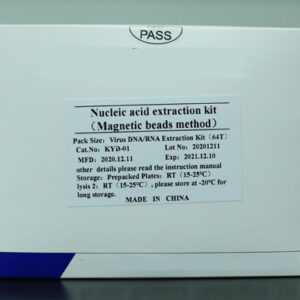 PASS
Nucleic acid extraction kit
(Magnetic beads method)
Pack Size: Virus DNA/RNA Extraction Kit (64T)
Cat.No: KYD-01 Lot No: 20201211
MFD: 2020.12.11 Exp: 2021.12.10
other details please read the instruction manual
Storage: Prepacked Plates: RT (15-25℃)
lysis 2: RT (15-25℃), please store at -20℃ for
long storage.
MADE IN CHINA